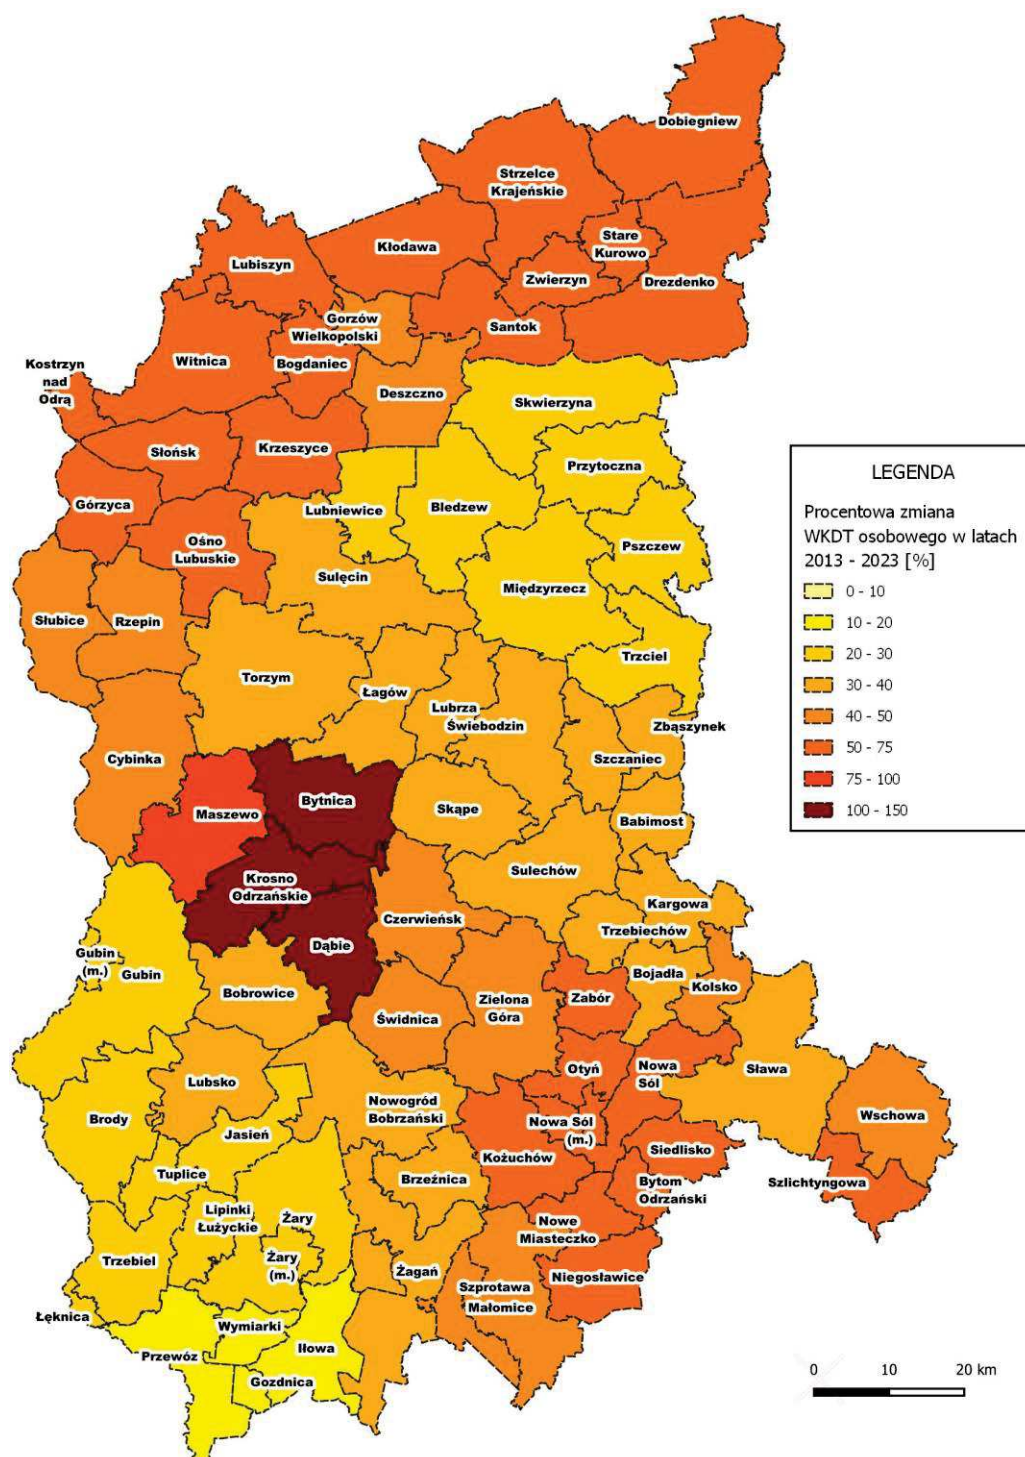 Dobiegniew
Strzelce
Krajeńskie
Stare
Kurowo
Kłodawa
Lubiszyn
Zwierzyn
Drezdenko
Gorzów
Wielkopolski
Santok
Witnica
Bogdaniec
Kostrzyn
nad
Odrą
Deszczno
Skwierzyna
Słońsk
Krzeszyce
Przytoczna
Górzyca
Lubniewice
Bledzew
Ośno
Lubuskie
Pszczew
Sulęcin
Międzyrzecz
Słubice
Rzepin
Trzciel
Torzym
Łagów
Lubrza
Świebodzin
Zbąszynek
Cybinka
Szczaniec
Bytnica
Skąpe
Maszewo
Babimost
Sulechów
Krosno
Odrzańskie
Kargowa
Czerwieńsk
Trzebiechów
Dąbie
Gubin
(m.)
Gubin
Bojadła
Kolsko
Bobrowice
Zabór
Zielona
Góra
Świdnica
Otyń
Nowa
Sól
Sława
Lubsko
Nowogród
Bobrzański
Wschowa
Brody
Jasień
Nowa Sól
(m.)
Kożuchów
Siedlisko
Tuplice
Brzeźnica
Bytom
Odrzański
Szlichtyngowa
Lipinki
Łużyckie
Żary
Nowe
Miasteczko
Trzebiel
Żary
(m.)
Żagań
Niegosławice
Szprotawa
Małomice
Łęknica
Wymiarki
Iłowa
Przewóz
Gozdnica
LEGENDA
Procentowa zmiana
WKDT osobowego w latach
2013 - 2023 [%]
0 - 10
10 - 20
20 - 30
30 - 40
40 - 50
50 - 75
75 - 100
100 - 150
0 10 20 km